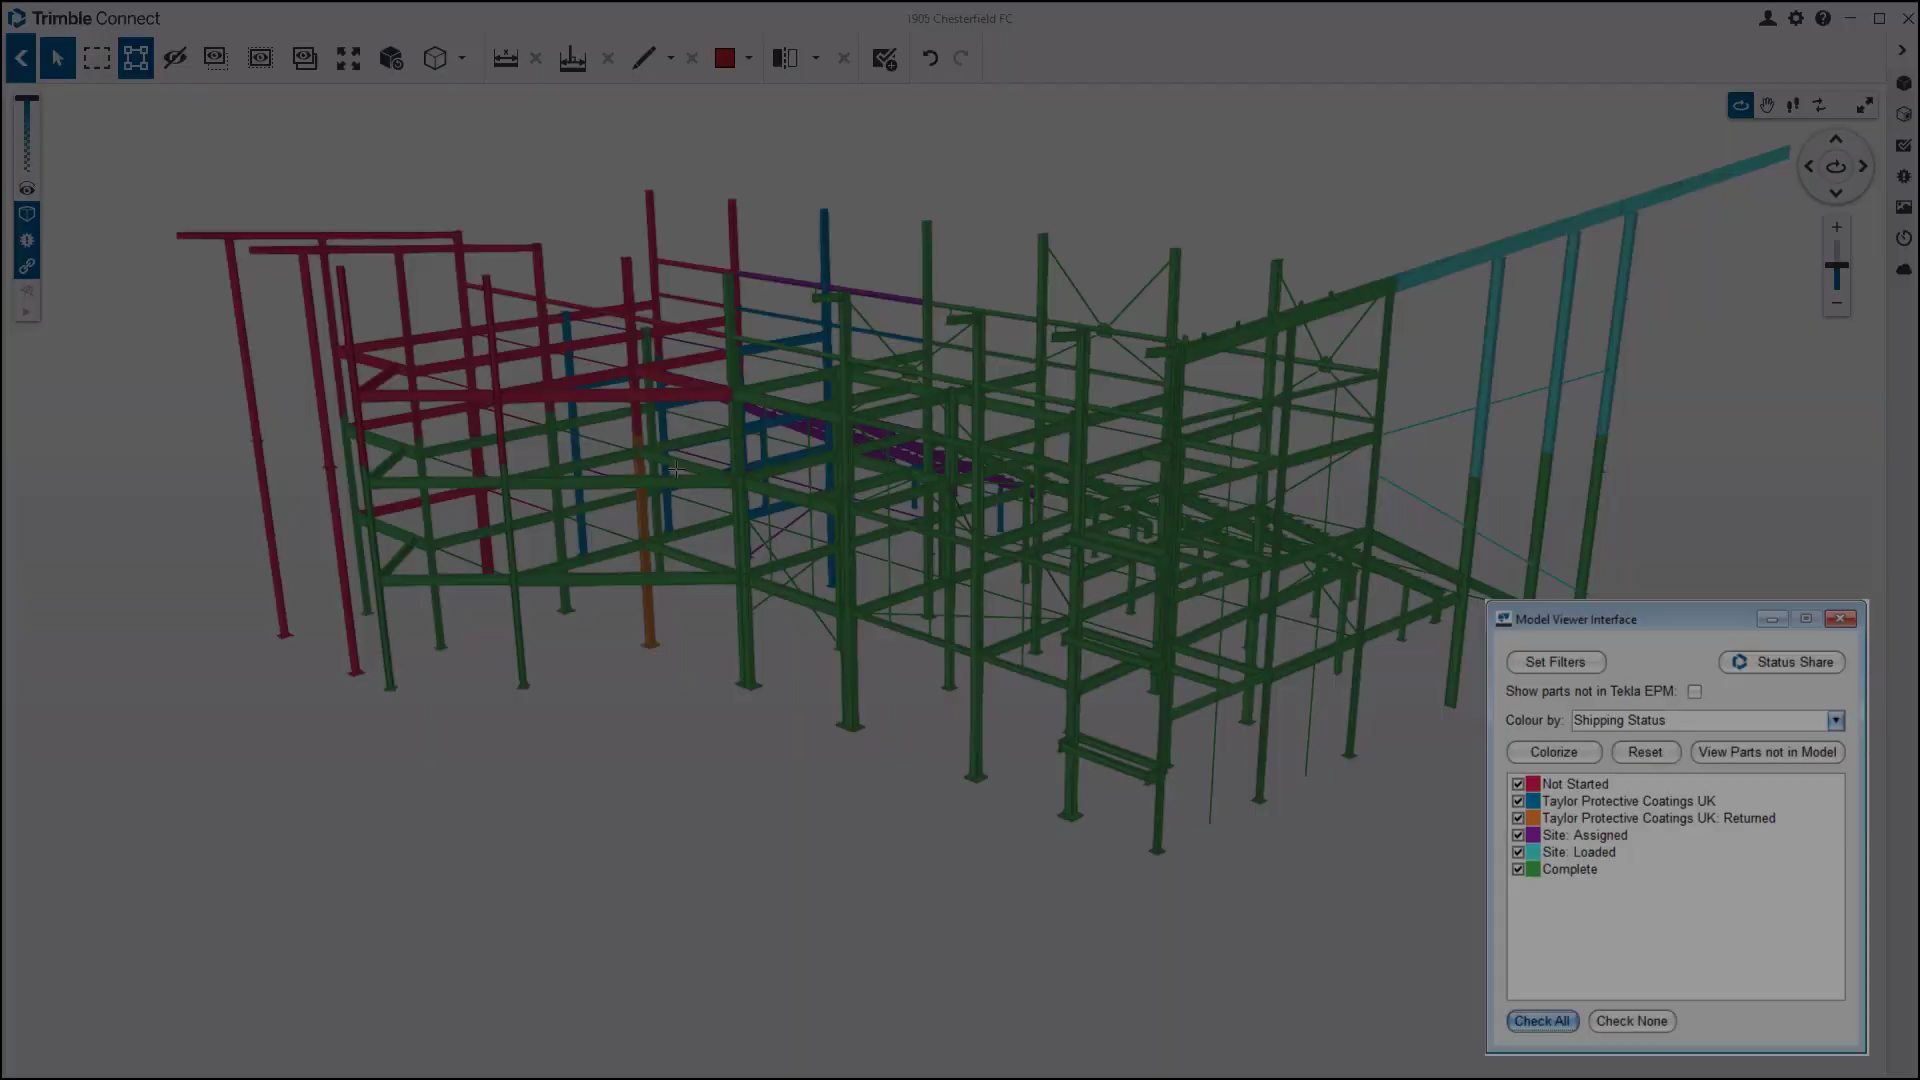 Trimble Connect
1905 Chesterfield FC
Model Viewer Interface
Set Filters
Status Share
Show parts not in Tekla EPM:
Colour by: Shipping Status
Colorize
Reset
View Parts not in Model
Not Started
Taylor Protective Coatings UK
Taylor Protective Coatings UK: Returned
Site: Assigned
Site: Loaded
Complete
Check All
Check None